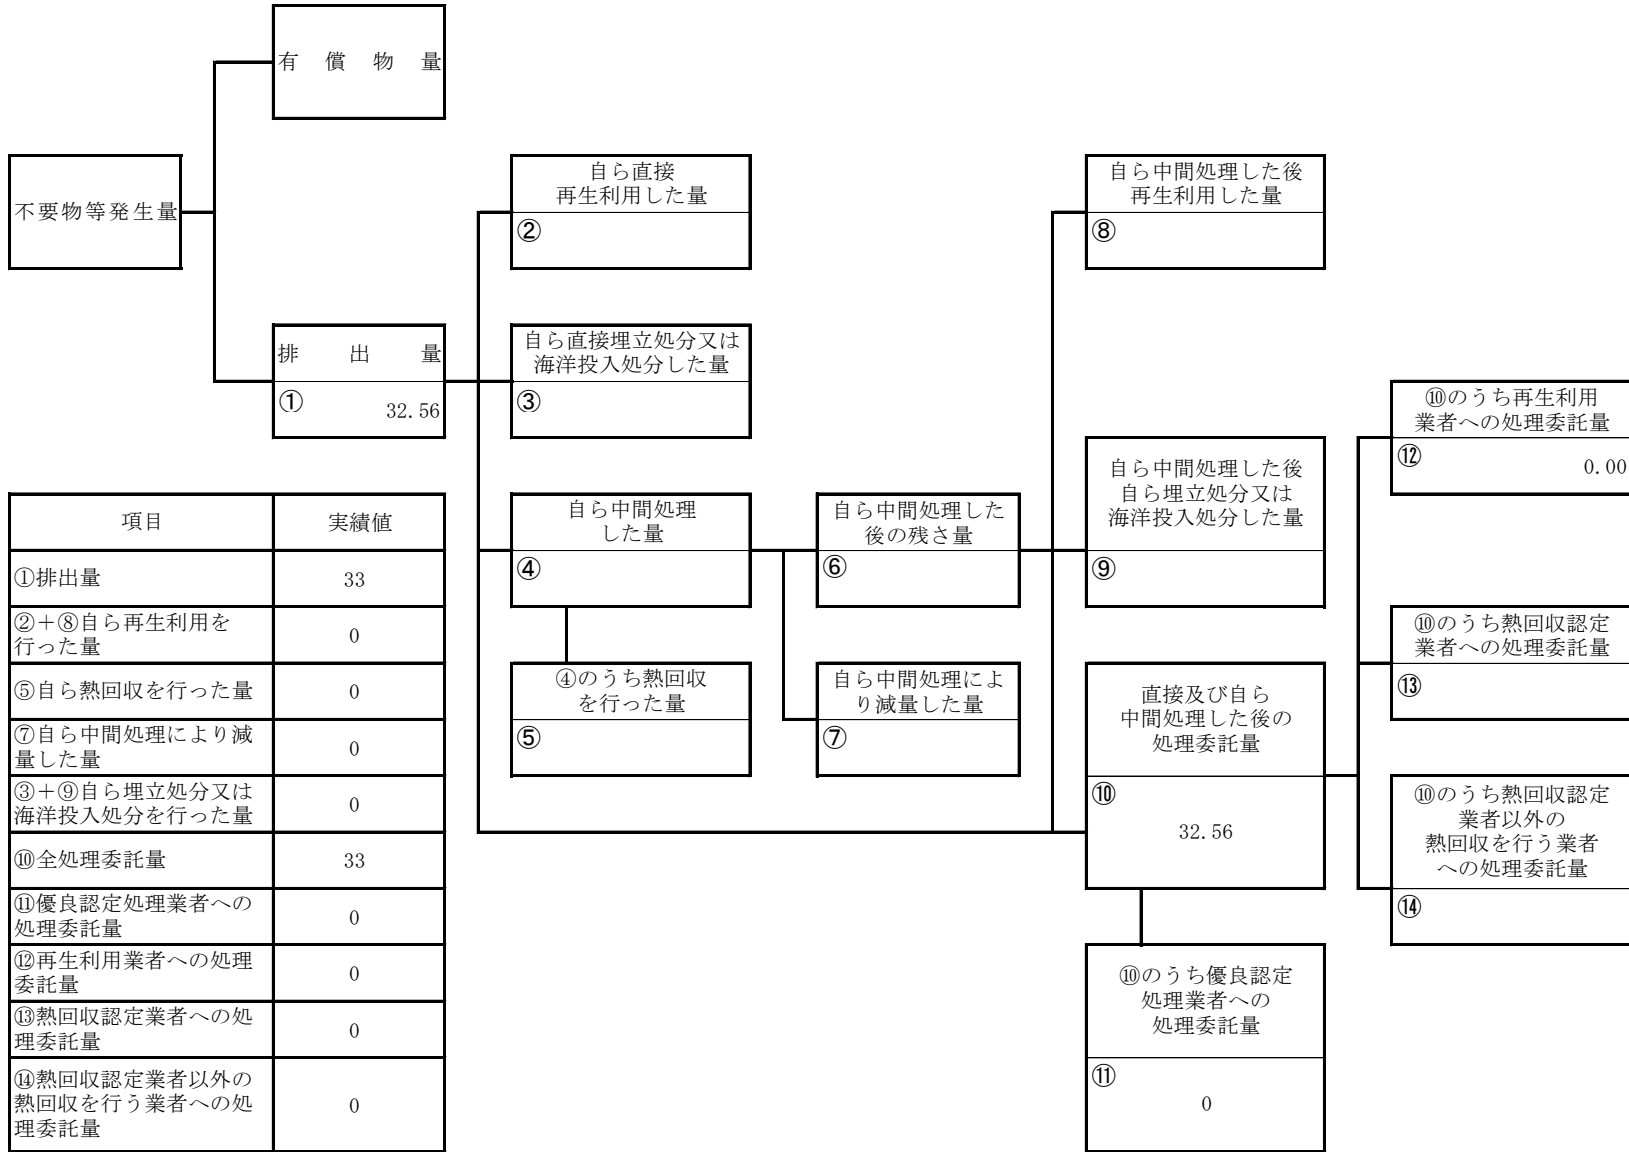 有償物量
不要物等発生量
排出量
①
32.56
自ら直接
再生利用した量
②
自ら直接埋立処分又は
海洋投入処分した量
③
自ら中間処理
した量
④
④のうち熱回収
を行った量
⑤
自ら中間処理した
後の残さ量
⑥
自ら中間処理によ
り減量した量
⑦
自ら中間処理した後
再生利用した量
⑧
自ら中間処理した後
自ら埋立処分又は
海洋投入処分した量
⑨
直接及び自ら
中間処理した後の
処理委託量
⑩
32.56
⑩のうち優良認定
処理業者への
処理委託量
⑪
0
⑩のうち再生利用
業者への処理委託量
⑫
0.00
⑩のうち熱回収認定
業者への処理委託量
⑬
⑩のうち熱回収認定
業者以外の
熱回収を行う業者
への処理委託量
⑭
項目 実績値
①排出量 33
②＋⑧自ら再生利用を
行った量 0
⑤自ら熱回収を行った量 0
⑦自ら中間処理により減
量した量 0
③＋⑨自ら埋立処分又は
海洋投入処分を行った量 0
⑩全処理委託量 33
⑪優良認定処理業者への
処理委託量 0
⑫再生利用業者への処理
委託量 0
⑬熱回収認定業者への処
理委託量 0
⑭熱回収認定業者以外の
熱回収を行う業者への処
理委託量 0